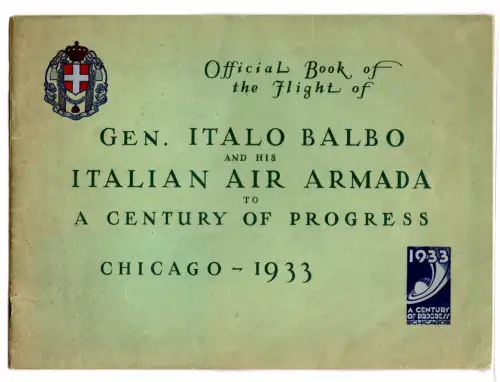 Official Book of
the Flight of
GEN. ITALO BALBO
AND HIS
ITALIAN AIR ARMADA
TO
A CENTURY OF PROGRESS
CHICAGO - 1933
1933
A CENTURY
OF PROGRESS
CHICAGO